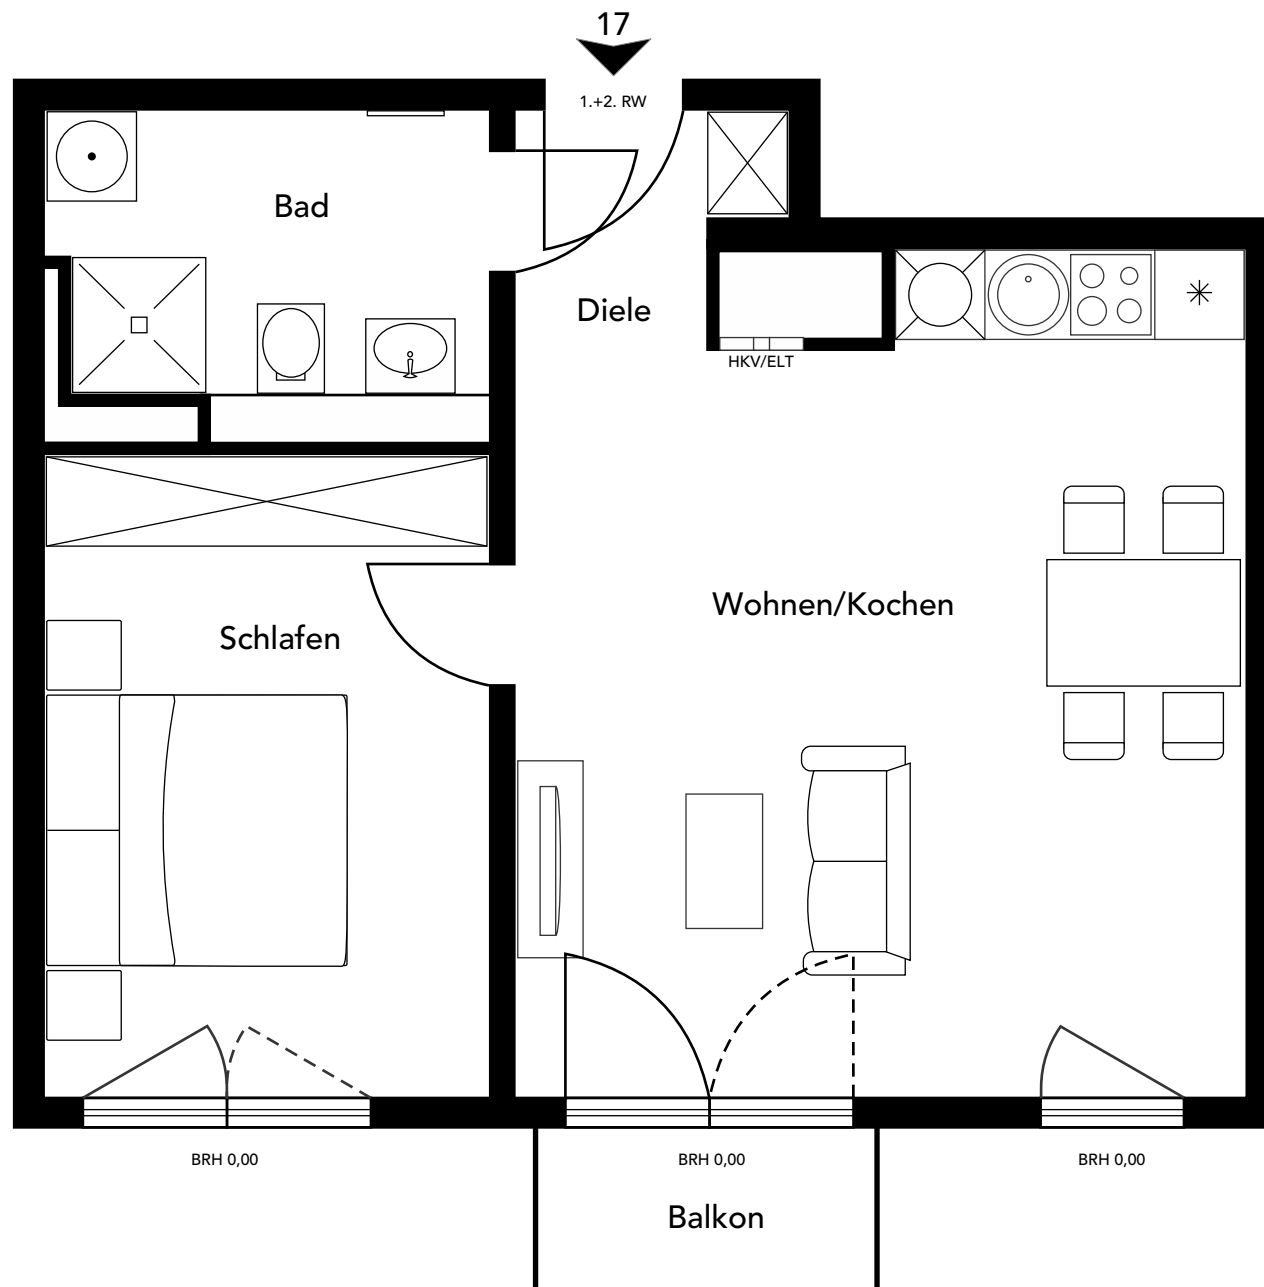 17
1.+2. RW
Bad
Diele
HKV/ELT
Wohnen/Kochen
Schlafen
BRH 0,00
BRH 0,00
BRH 0,00
Balkon